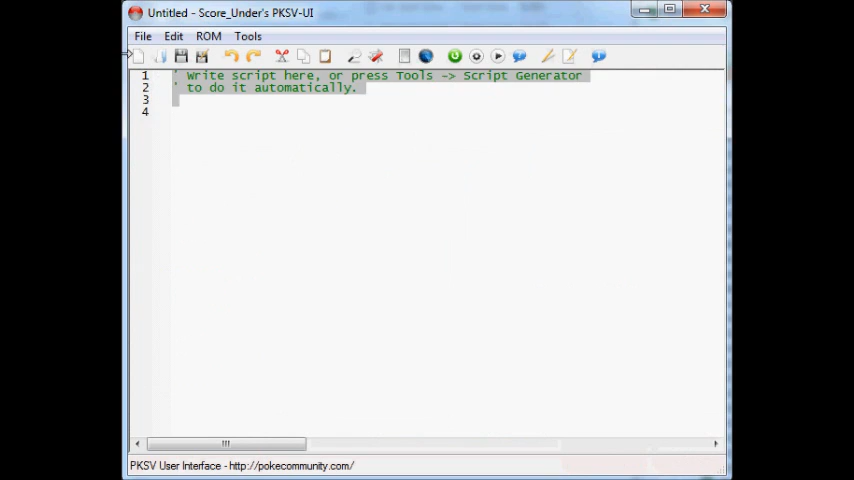 Untitled - Score_Under's PKSV-UI
File Edit ROM Tools
1 ' Write script here, or press Tools -> Script Generator
2 ' to do it automatically.
3
4
PKSV User Interface - http://pokecommunity.com/